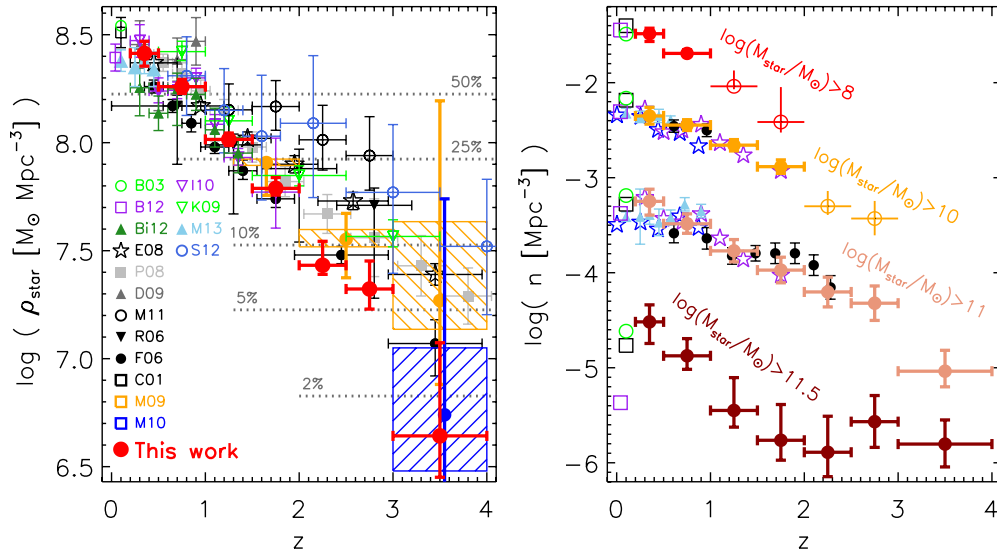 log ( ρstar [M⊙ Mpc−3] )
8.5
8.0
7.5
7.0
6.5
50%
25%
10%
5%
2%
B03
B12
Bi12
E08
P08
D09
M11
R06
F06
C01
M09
M10
This work
I10
K09
M13
S12
0
1
2
3
4
z
log( n [Mpc−3] )
−2
−3
−4
−5
−6
log(Mstar/M⊙)>8
log(Mstar/M⊙)>10
log(Mstar/M⊙)>11
log(Mstar/M⊙)>11.5
0
1
2
3
4
z